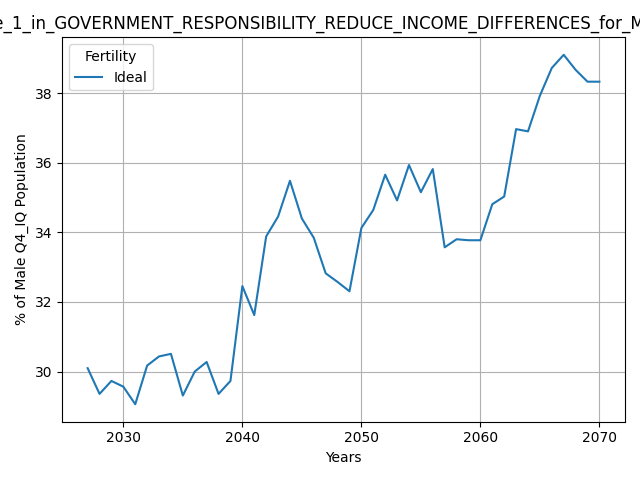 e_1_in_GOVERNMENT_RESPONSIBILITY_REDUCE_INCOME_DIFFERENCES_for_M
Fertility
Ideal
% of Male Q4_IQ Population
38
36
34
32
30
2030 2040 2050 2060 2070
Years